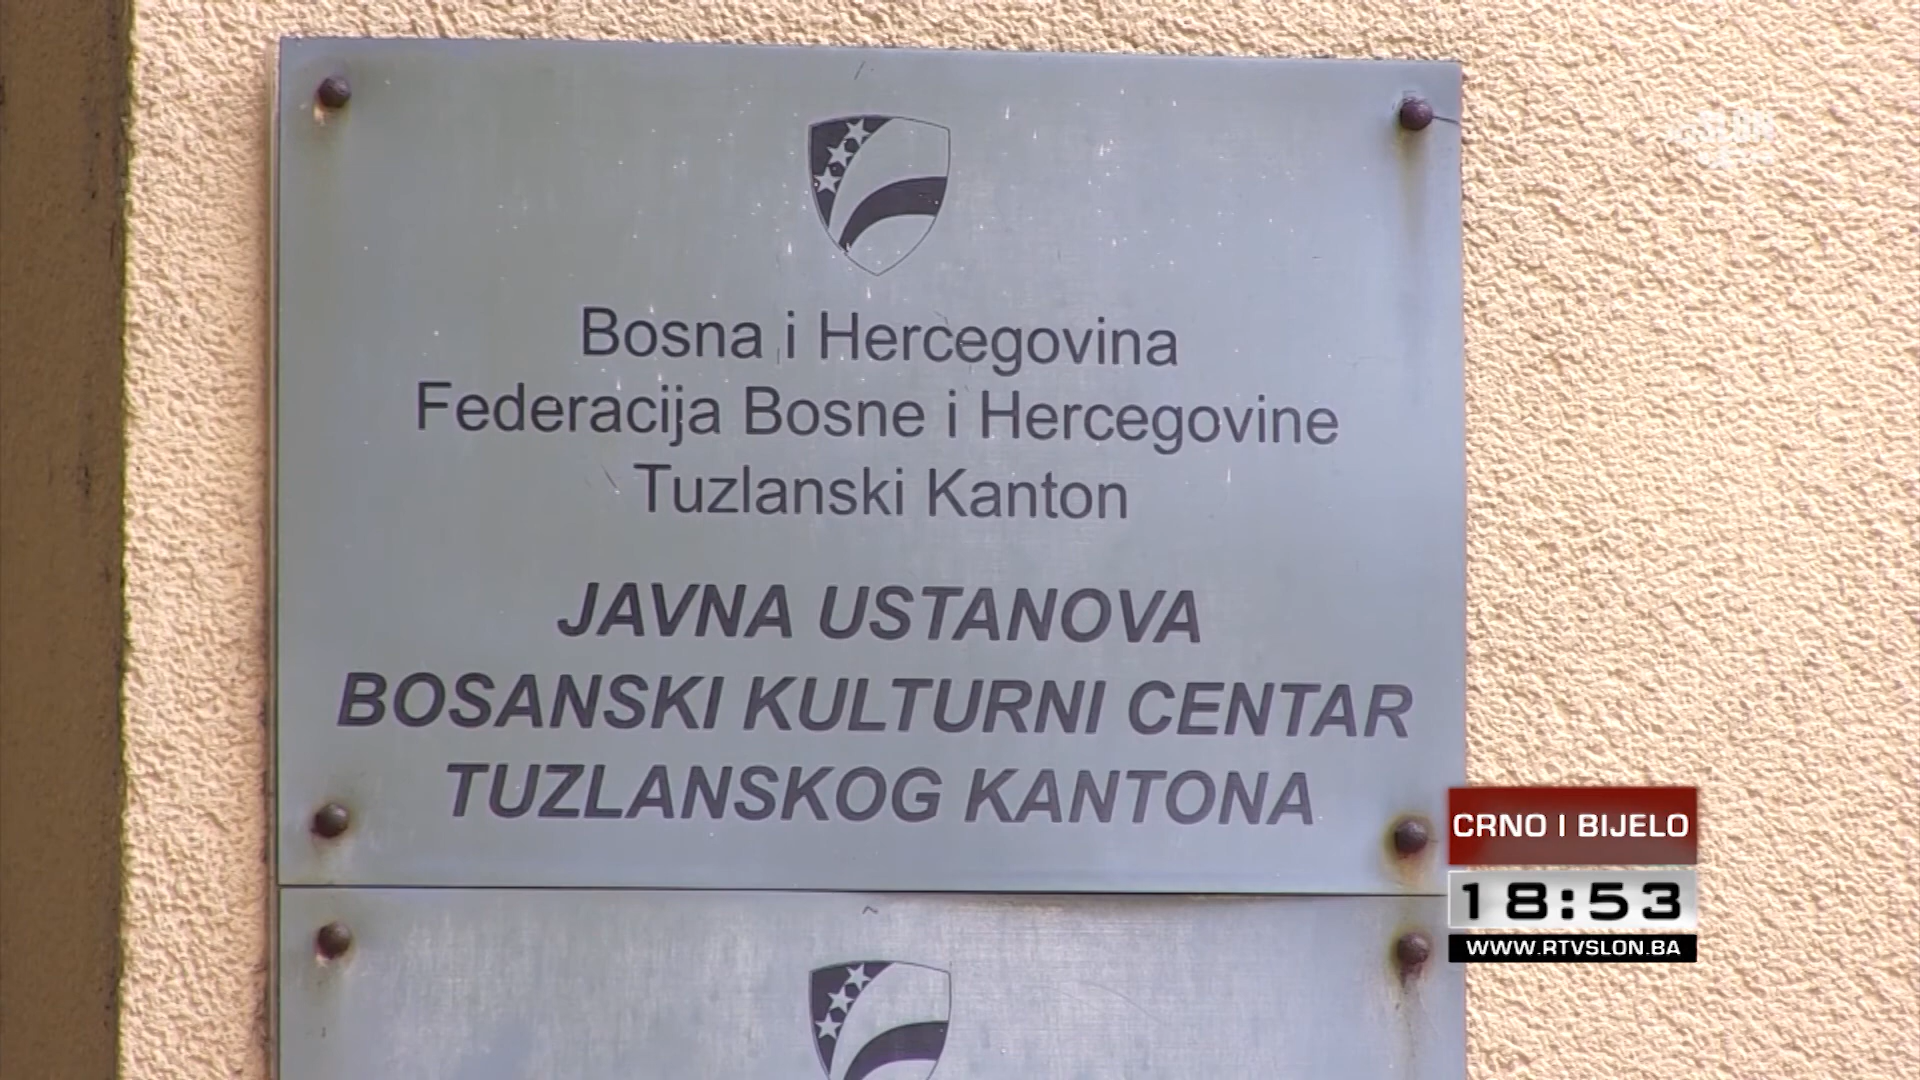 SLON
Bosna i Hercegovina
Federacija Bosne i Hercegovine
Tuzlanski Kanton
JAVNA USTANOVA
BOSANSKI KULTURNI CENTAR
TUZLANSKOG KANTONA
CRNO I BIJELO
18:53
WWW.RTVSLON.BA